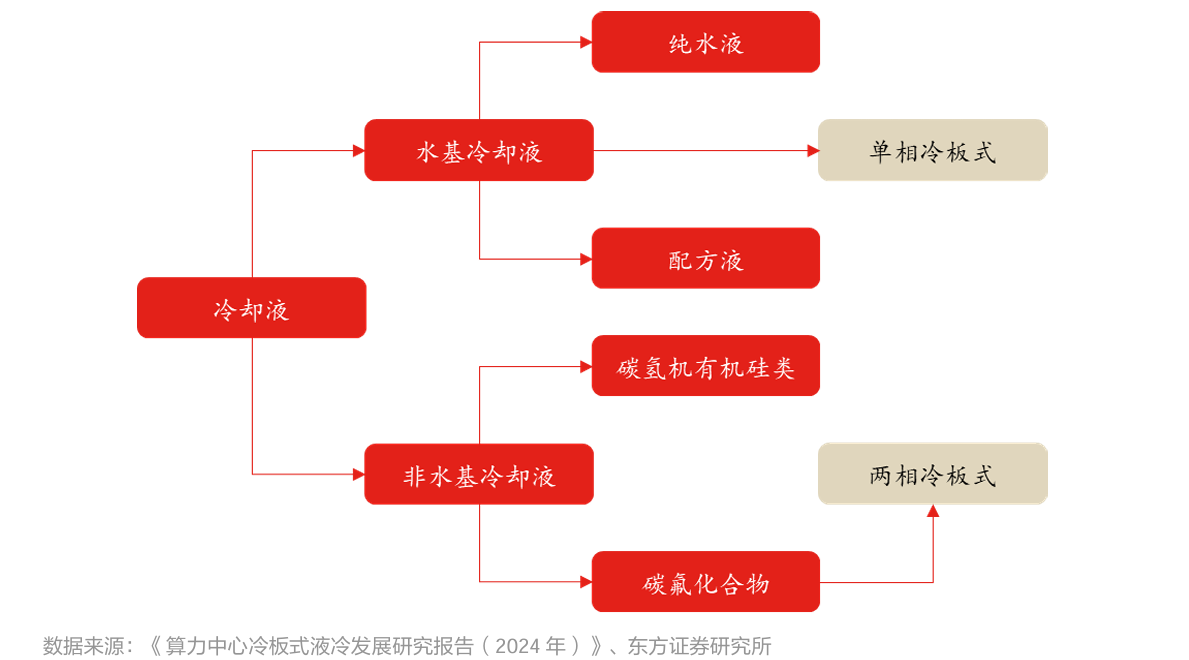 纯水液
水基冷却液
单相冷板式
配方液
冷却液
碳氢机有机硅类
非水基冷却液
两相冷板式
碳氟化合物
数据来源：《算力中心冷板式液冷发展研究报告（2024年）》、东方证券研究所